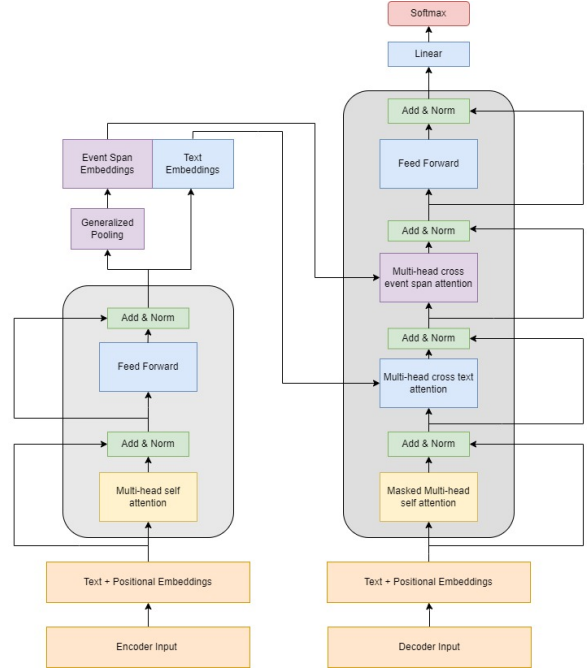 Softmax
Linear
Add & Norm
Feed Forward
Add & Norm
Multi-head cross
event span attention
Add & Norm
Multi-head cross text
attention
Add & Norm
Masked Multi-head
self attention
Text + Positional Embeddings
Decoder Input
Event Span
Embeddings
Text
Embeddings
Generalized
Pooling
Add & Norm
Feed Forward
Add & Norm
Multi-head self
attention
Text + Positional Embeddings
Encoder Input